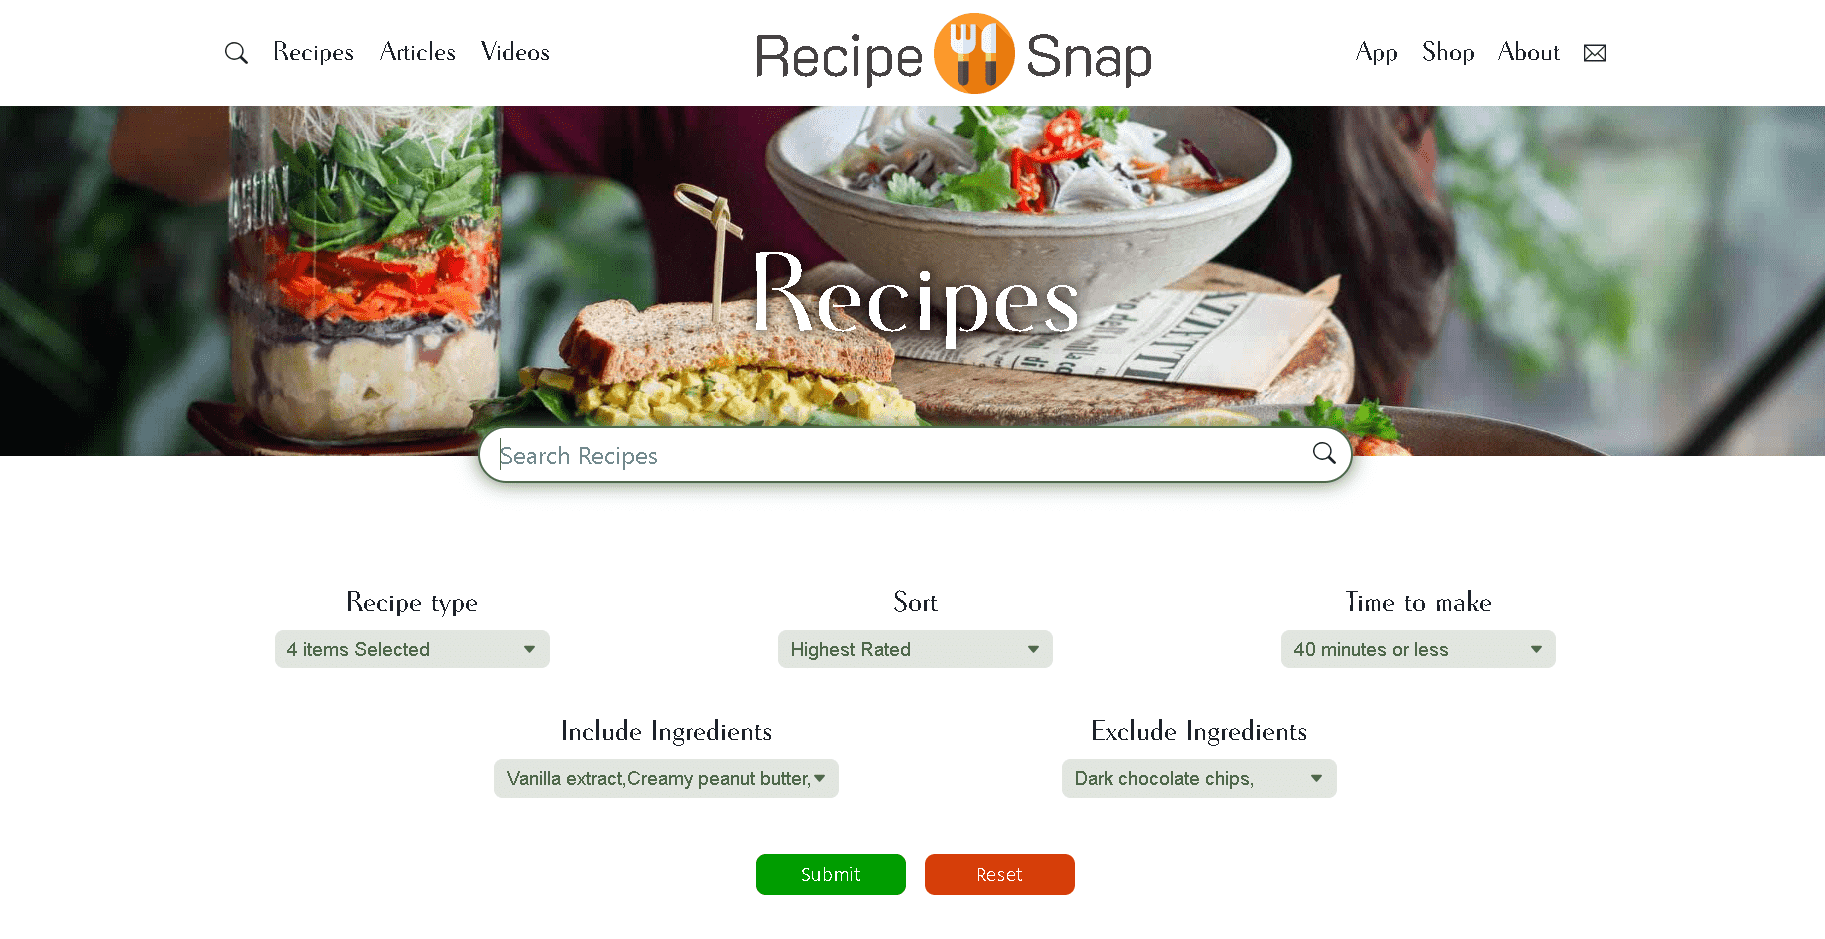 Recipes Articles Videos
Recipe Snap
App Shop About
Recipes
Search Recipes
Recipe type
4 items Selected
Sort
Highest Rated
Time to make
40 minutes or less
Include Ingredients
Vanilla extract,Creamy peanut butter,
Exclude Ingredients
Dark chocolate chips,
Submit
Reset